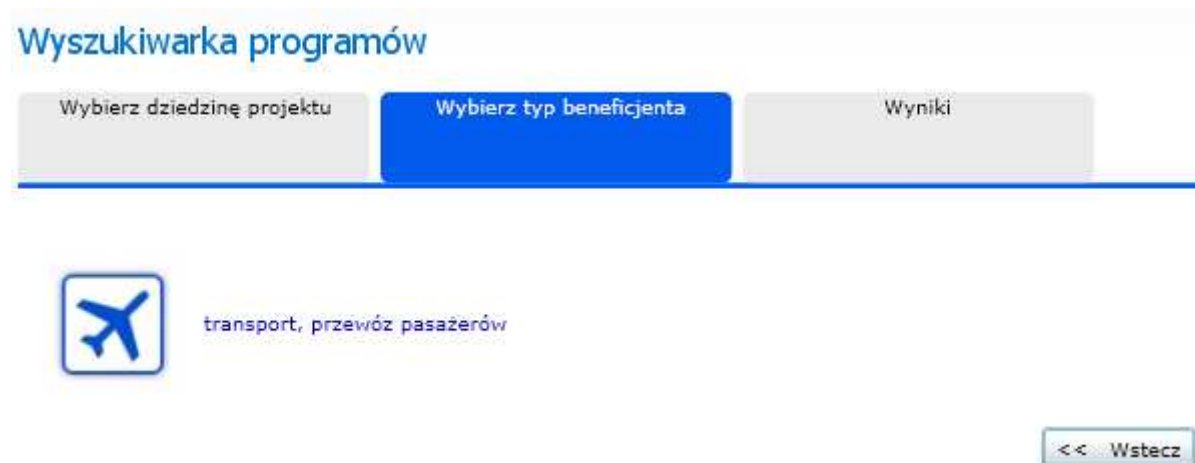 Wyszukiwarka programów
Wybierz dziedzinę projektu
Wybierz typ beneficjenta
Wyniki
transport, przewóz pasażerów
<< Wstecz